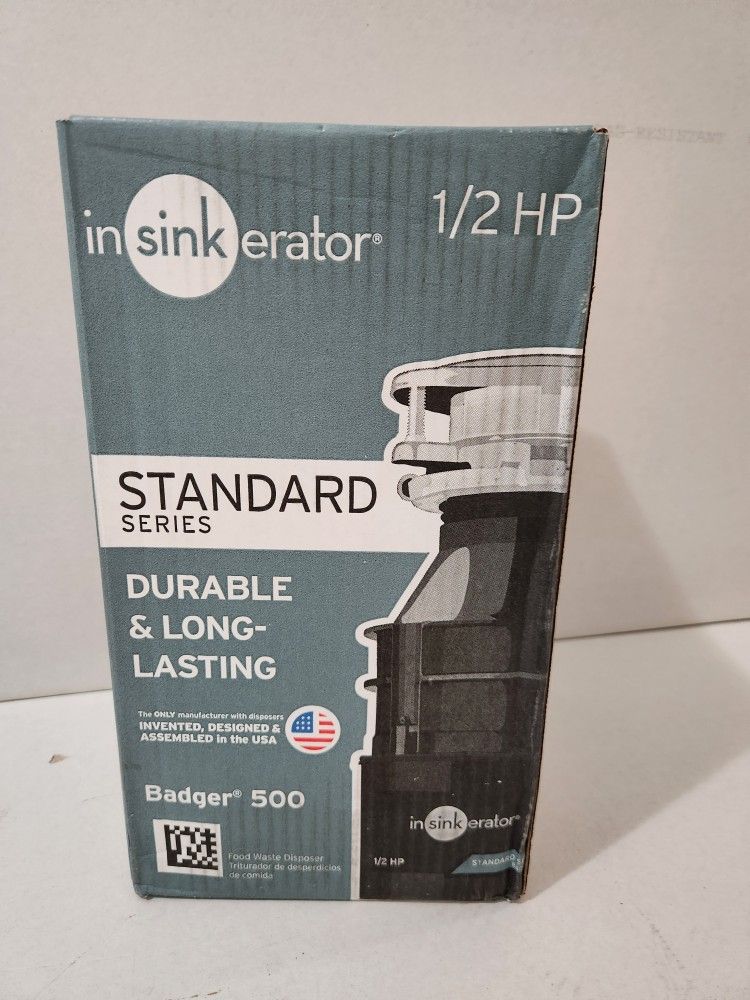 insinkerator®
1/2 HP
STANDARD
SERIES
DURABLE
& LONG-
LASTING
The ONLY manufacturer with disposers
INVENTED, DESIGNED &
ASSEMBLED in the USA
Badger® 500
Food Waste Disposer
Triturador de desperdicios
de comida
insinkerator®
1/2 HP
STANDARD